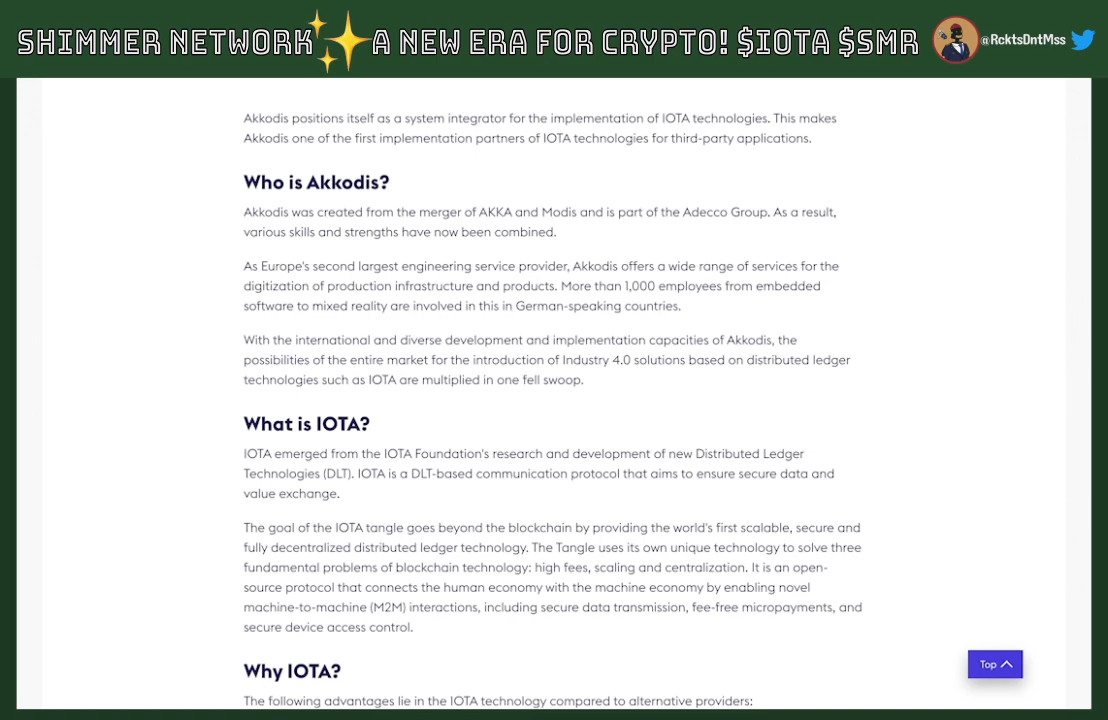 SHIMMER NETWORK✨A NEW ERA FOR CRYPTO! $IOTA $SMR
@RcktsDntMss
Akkodis positions itself as a system integrator for the implementation of IOTA technologies. This makes
Akkodis one of the first implementation partners of IOTA technologies for third-party applications.
Who is Akkodis?
Akkodis was created from the merger of AKKA and Modis and is part of the Adecco Group. As a result,
various skills and strengths have now been combined.
As Europe's second largest engineering service provider, Akkodis offers a wide range of services for the
digitization of production infrastructure and products. More than 1,000 employees from embedded
software to mixed reality are involved in this in German-speaking countries.
With the international and diverse development and implementation capacities of Akkodis, the
possibilities of the entire market for the introduction of Industry 4.0 solutions based on distributed ledger
technologies such as IOTA are multiplied in one fell swoop.
What is IOTA?
IOTA emerged from the IOTA Foundation's research and development of new Distributed Ledger
Technologies (DLT). IOTA is a DLT-based communication protocol that aims to ensure secure data and
value exchange.
The goal of the IOTA tangle goes beyond the blockchain by providing the world's first scalable, secure and
fully decentralized distributed ledger technology. The Tangle uses its own unique technology to solve three
fundamental problems of blockchain technology: high fees, scaling and centralization. It is an open-
source protocol that connects the human economy with the machine economy by enabling novel
machine-to-machine (M2M) interactions, including secure data transmission, fee-free micropayments, and
secure device access control.
Top
Why IOTA?
The following advantages lie in the IOTA technology compared to alternative providers: